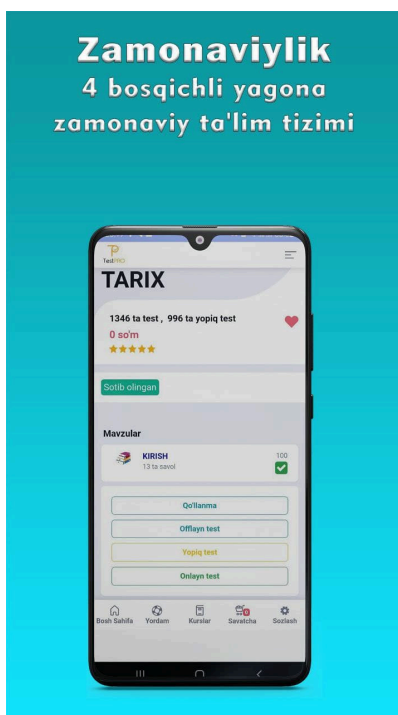 Zamonaviylik
4 bosqichli yagona
zamonaviy ta'lim tizimi
TestPRO
TARIX
1346 ta test , 996 ta yopiq test
0 so'm
Sotib olingan
Mavzular
KIRISH
100
13 ta savol
Qo'llanma
Offlayn test
Yopiq test
Onlayn test
Bosh Sahifa Yordam Kurslar Savatcha Sozlash